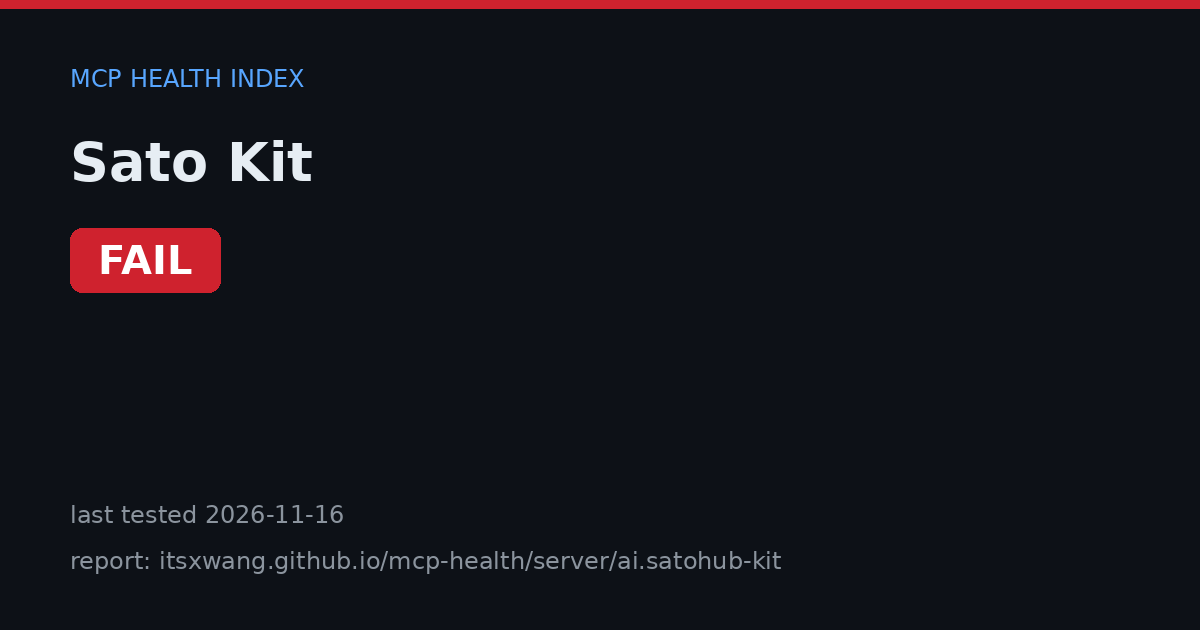 MCP HEALTH INDEX
Sato Kit
FAIL
last tested 2026-11-16
report: itsxwang.github.io/mcp-health/server/ai.satohub-kit